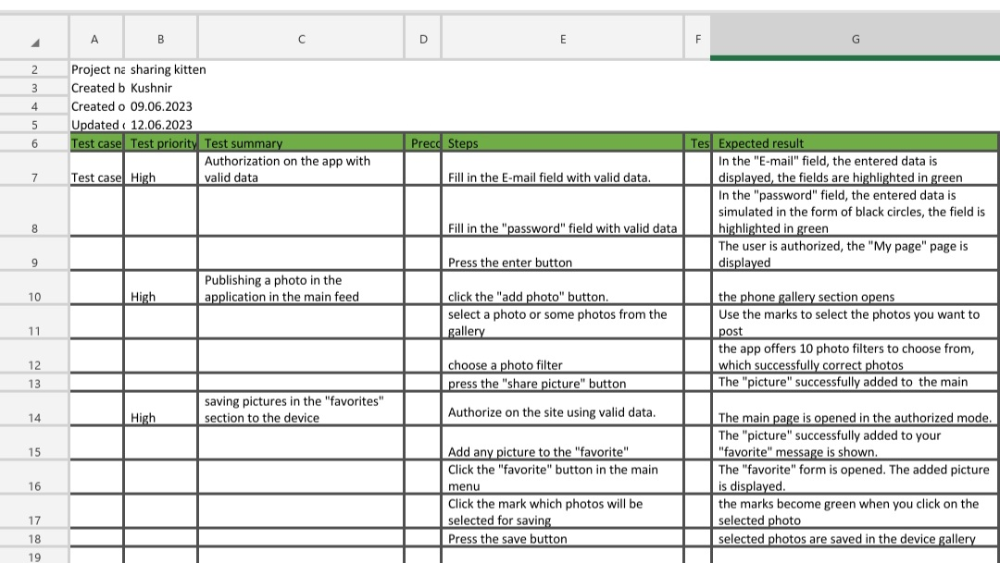 A B C D E F G
2 Project na sharing kitten
3 Created b Kushnir
4 Created o 09.06.2023
5 Updated 12.06.2023
6 Test case Test priority Test summary Precc Steps Tes Expected result
Authorization on the app with In the "E-mail" field, the entered data is
7 Test case High valid data Fill in the E-mail field with valid data. displayed, the fields are highlighted in green
In the "password" field, the entered data is
simulated in the form of black circles, the field is
8 Fill in the "password" field with valid data highlighted in green
The user is authorized, the "My page" page is
9 Press the enter button displayed
Publishing a photo in the
10 High application in the main feed click the "add photo" button. the phone gallery section opens
select a photo or some photos from the Use the marks to select the photos you want to
11 gallery post
the app offers 10 photo filters to choose from,
12 choose a photo filter which successfully correct photos
13 press the "share picture" button The "picture" successfully added to the main
saving pictures in the "favorites" Authorize on the site using valid data.
14 High section to the device The main page is opened in the authorized mode.
The "picture" successfully added to your
15 Add any picture to the "favorite" "favorite" message is shown.
Click the "favorite" button in the main The "favorite" form is opened. The added picture
16 menu is displayed.
Click the mark which photos will be the marks become green when you click on the
17 selected for saving selected photo
18 Press the save button selected photos are saved in the device gallery
19